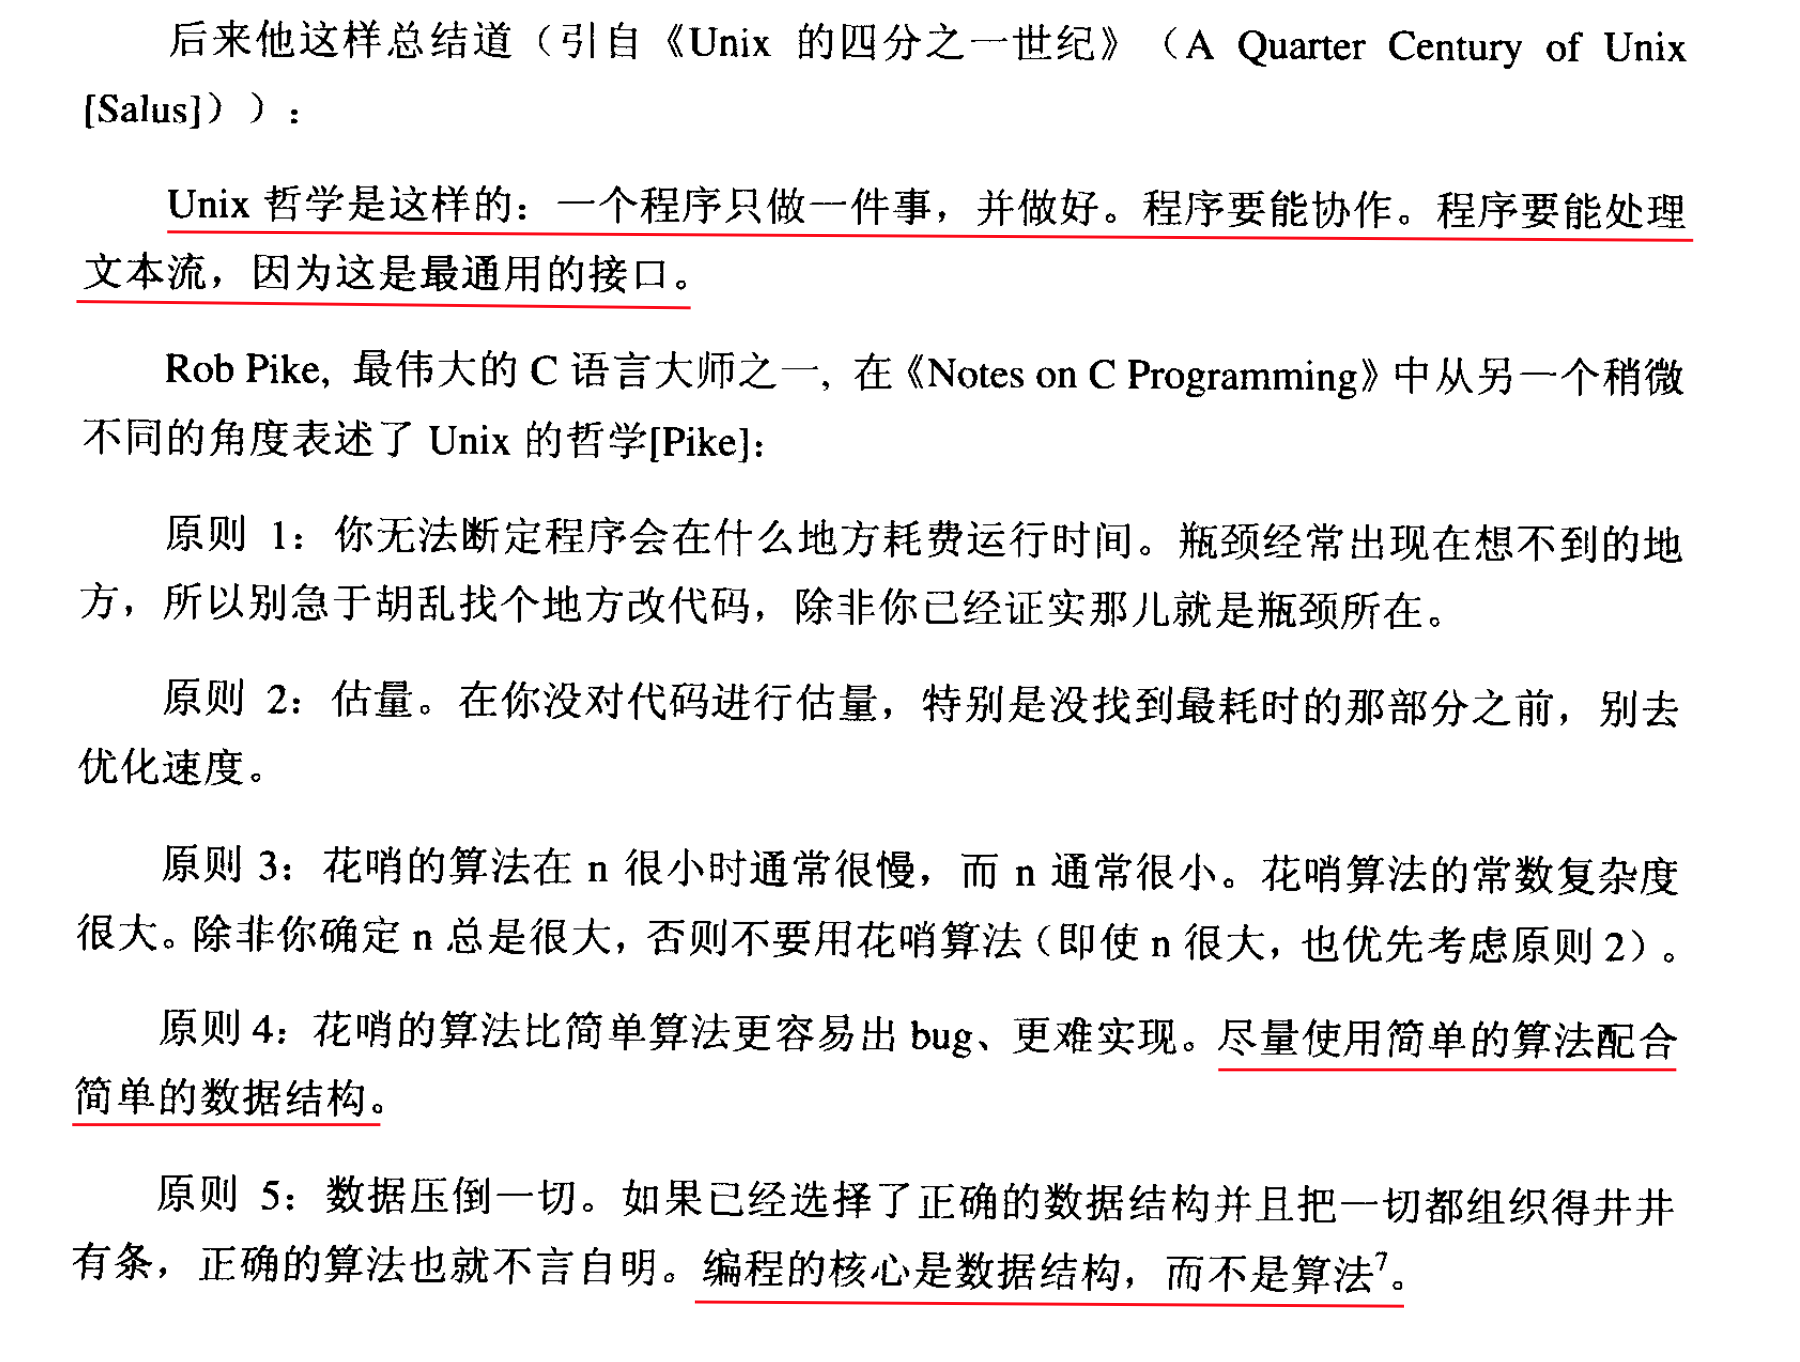 后来他这样总结道（引自《Unix 的四分之一世纪》（A Quarter Century of Unix
[Salus]））：
Unix 哲学是这样的：一个程序只做一件事，并做好。程序要能协作。程序要能处理
文本流，因为这是最通用的接口。
Rob Pike, 最伟大的 C 语言大师之一, 在《Notes on C Programming》中从另一个稍微
不同的角度表述了 Unix 的哲学[Pike]：
原则 1：你无法断定程序会在什么地方耗费运行时间。瓶颈经常出现在想不到的地
方，所以别急于胡乱找个地方改代码，除非你已经证实那儿就是瓶颈所在。
原则 2：估量。在你没对代码进行估量，特别是没找到最耗时的那部分之前，别去
优化速度。
原则 3：花哨的算法在 n 很小时通常很慢，而 n 通常很小。花哨算法的常数复杂度
很大。除非你确定 n 总是很大，否则不要用花哨算法（即使 n 很大，也优先考虑原则 2）。
原则 4：花哨的算法比简单算法更容易出 bug、更难实现。尽量使用简单的算法配合
简单的数据结构。
原则 5：数据压倒一切。如果已经选择了正确的数据结构并且把一切都组织得井井
有条，正确的算法也就不言自明。编程的核心是数据结构，而不是算法7。